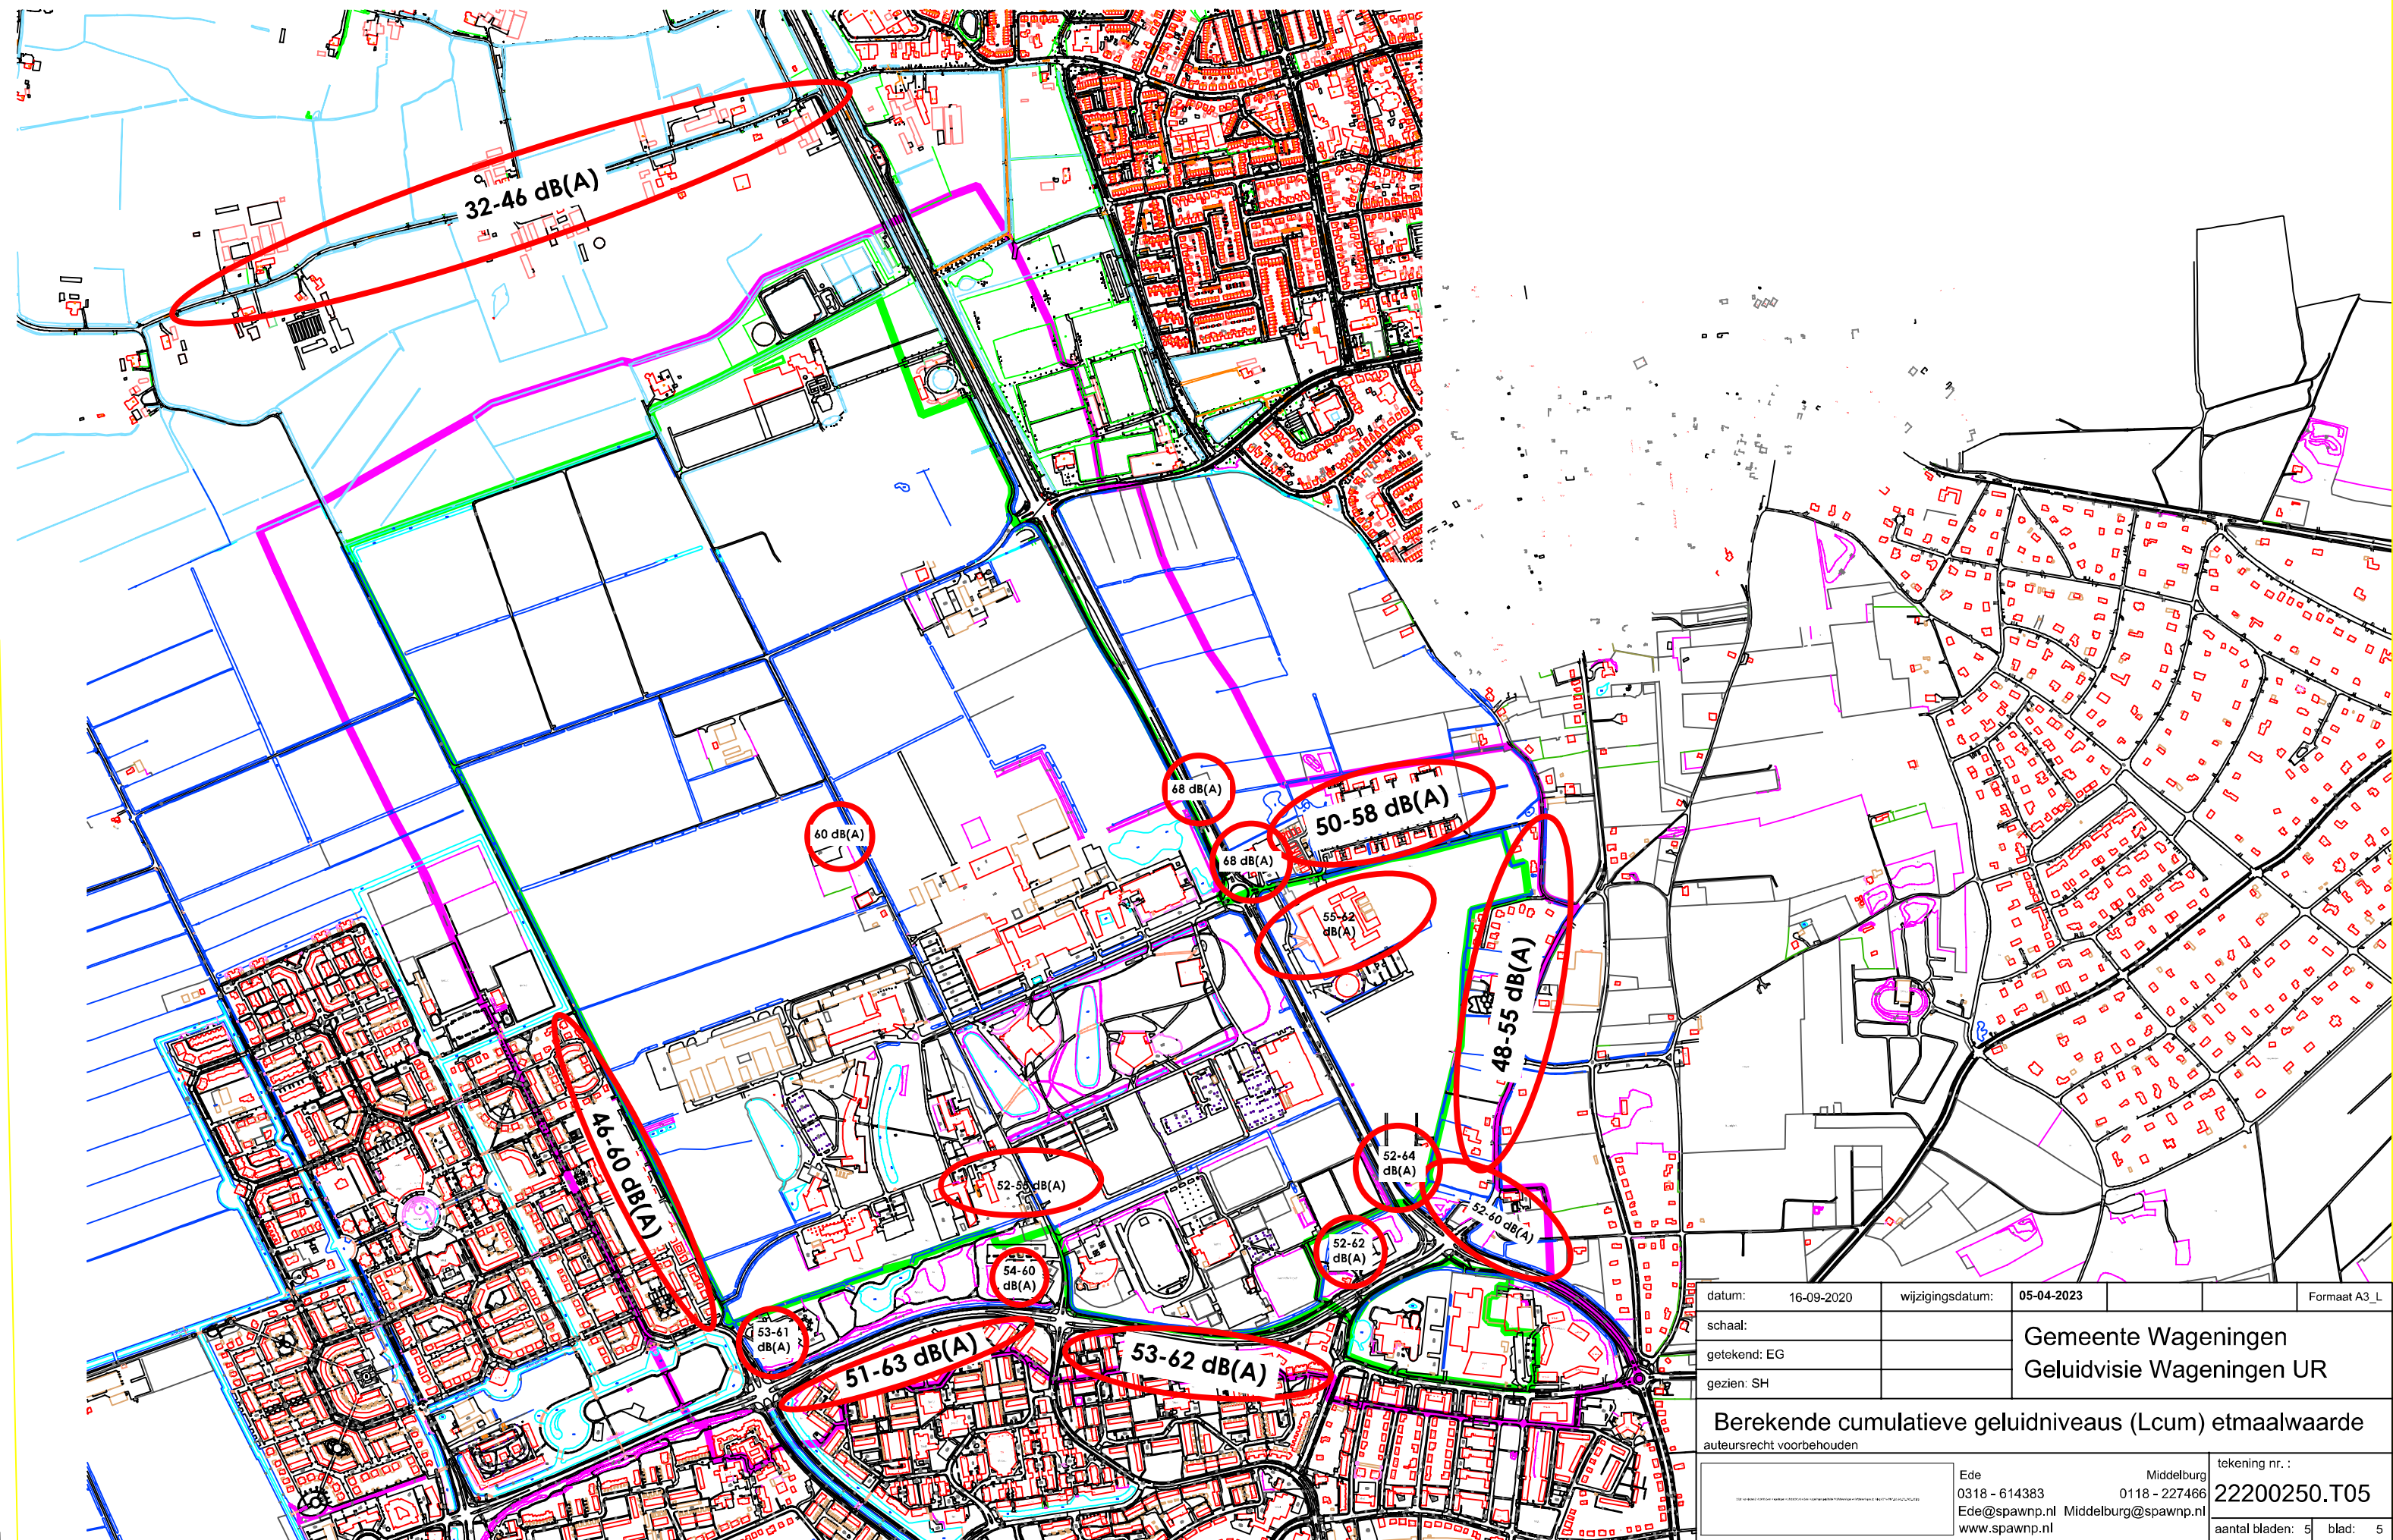 32-46 dB(A)
68 dB(A)
60 dB(A)
50-58 dB(A)
68 dB(A)
55-62
dB(A)
48-55 dB(A)
46-60 dB(A)
52-64
dB(A)
52-55 dB(A)
52-60 dB(A)
52-62
dB(A)
54-60
dB(A)
53-61
dB(A)
51-63 dB(A)
53-62 dB(A)
datum: 16-09-2020 wijzigingsdatum: 05-04-2023 Formaat A3_L
schaal:
getekend: EG
gezien: SH
Gemeente Wageningen
Geluidvisie Wageningen UR
Berekende cumulatieve geluidniveaus (Lcum) etmaalwaarde
auteursrecht voorbehouden
Ede Middelburg
0318 - 614383 0118 - 227466
Ede@spawnp.nl Middelburg@spawnp.nl
www.spawnp.nl
tekening nr. :
22200250.T05
aantal bladen: 5 blad: 5